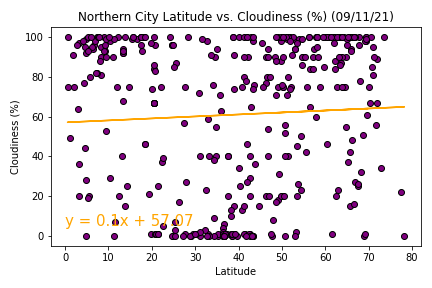 Northern City Latitude vs. Cloudiness (%) (09/11/21)
100
80
60
40
20
0
Cloudiness (%)
y = 0.1x + 57.07
0 10 20 30 40 50 60 70 80
Latitude